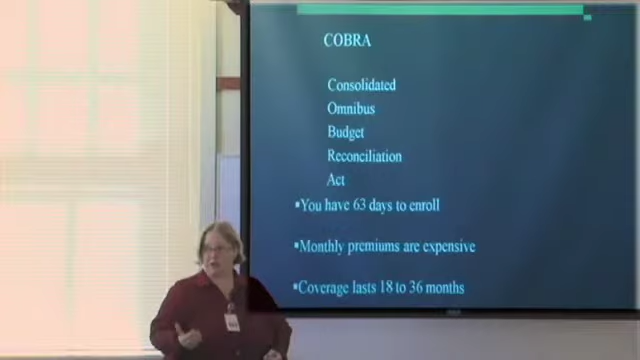 COBRA
Consolidated
Omnibus
Budget
Reconciliation
Act
▪You have 63 days to enroll
▪Monthly premiums are expensive
▪Coverage lasts 18 to 36 months